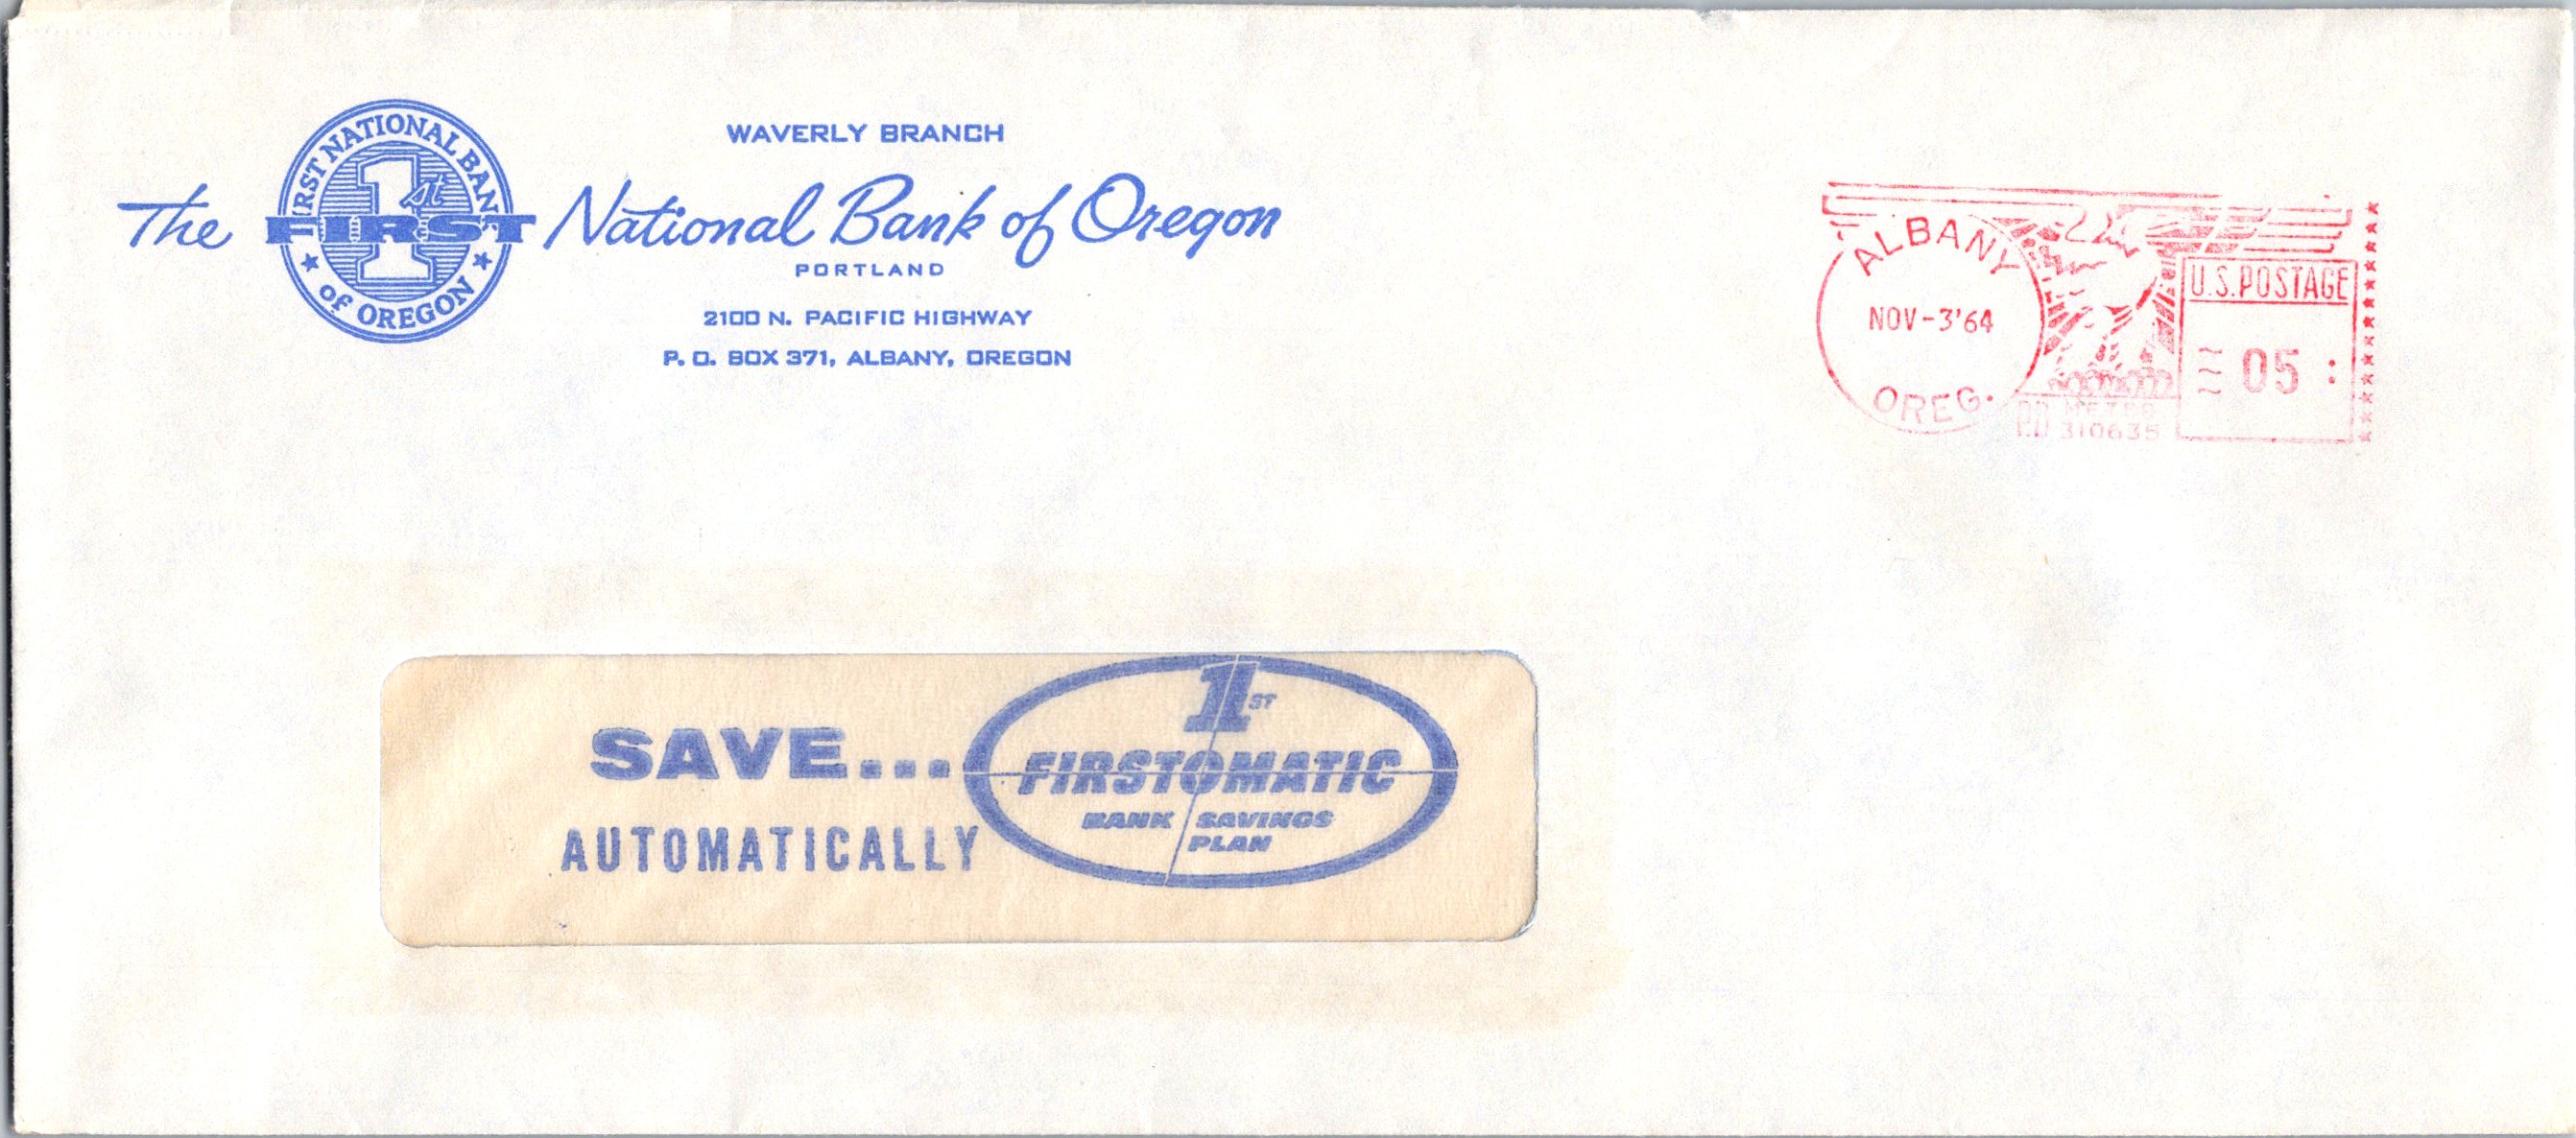 WAVERLY BRANCH
The FIRST National Bank of Oregon
FIRST NATIONAL BANK
1st
of OREGON
PORTLAND
2100 N. PACIFIC HIGHWAY
P. O. BOX 371, ALBANY, OREGON
ALBANY
NOV-3'64
OREG.
U.S. POSTAGE
05
METER
310635
SAVE...
AUTOMATICALLY
1ST
FIRSTOMATIC
BANK SAVINGS
PLAN